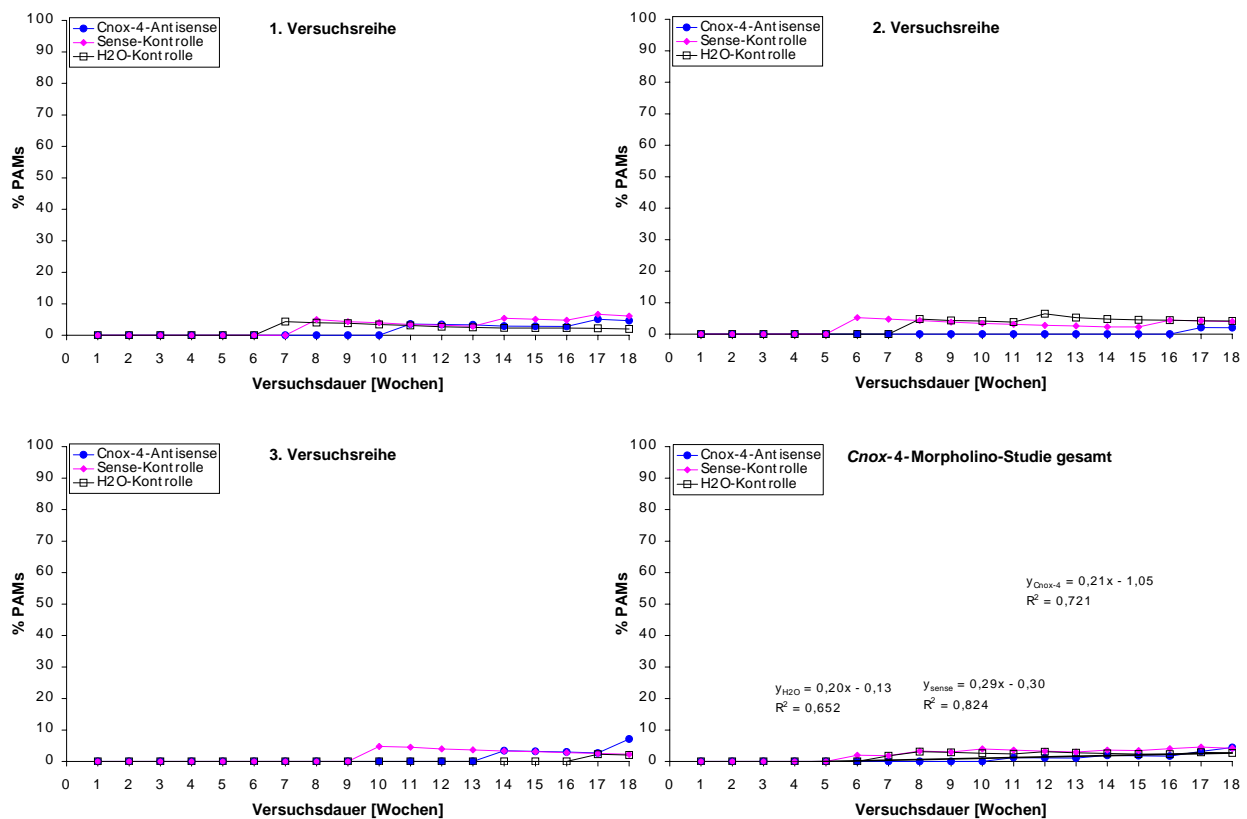 1. Versuchsreihe
Cnox-4-Antisense
Sense-Kontrolle
H2O-Kontrolle
% PAMs
100
90
80
70
60
50
40
30
20
10
0
0 1 2 3 4 5 6 7 8 9 10 11 12 13 14 15 16 17 18
Versuchsdauer [Wochen]
2. Versuchsreihe
Cnox-4-Antisense
Sense-Kontrolle
H2O-Kontrolle
% PAMs
100
90
80
70
60
50
40
30
20
10
0
0 1 2 3 4 5 6 7 8 9 10 11 12 13 14 15 16 17 18
Versuchsdauer [Wochen]
3. Versuchsreihe
Cnox-4-Antisense
Sense-Kontrolle
H2O-Kontrolle
% PAMs
100
90
80
70
60
50
40
30
20
10
0
0 1 2 3 4 5 6 7 8 9 10 11 12 13 14 15 16 17 18
Versuchsdauer [Wochen]
Cnox-4-Morpholino-Studie gesamt
Cnox-4-Antisense
Sense-Kontrolle
H2O-Kontrolle
% PAMs
100
90
80
70
60
50
40
30
20
10
0
y_Cnox-4 = 0,21x - 1,05
R² = 0,721
y_H2O = 0,20x - 0,13
R² = 0,652
y_sense = 0,29x - 0,30
R² = 0,824
0 1 2 3 4 5 6 7 8 9 10 11 12 13 14 15 16 17 18
Versuchsdauer [Wochen]